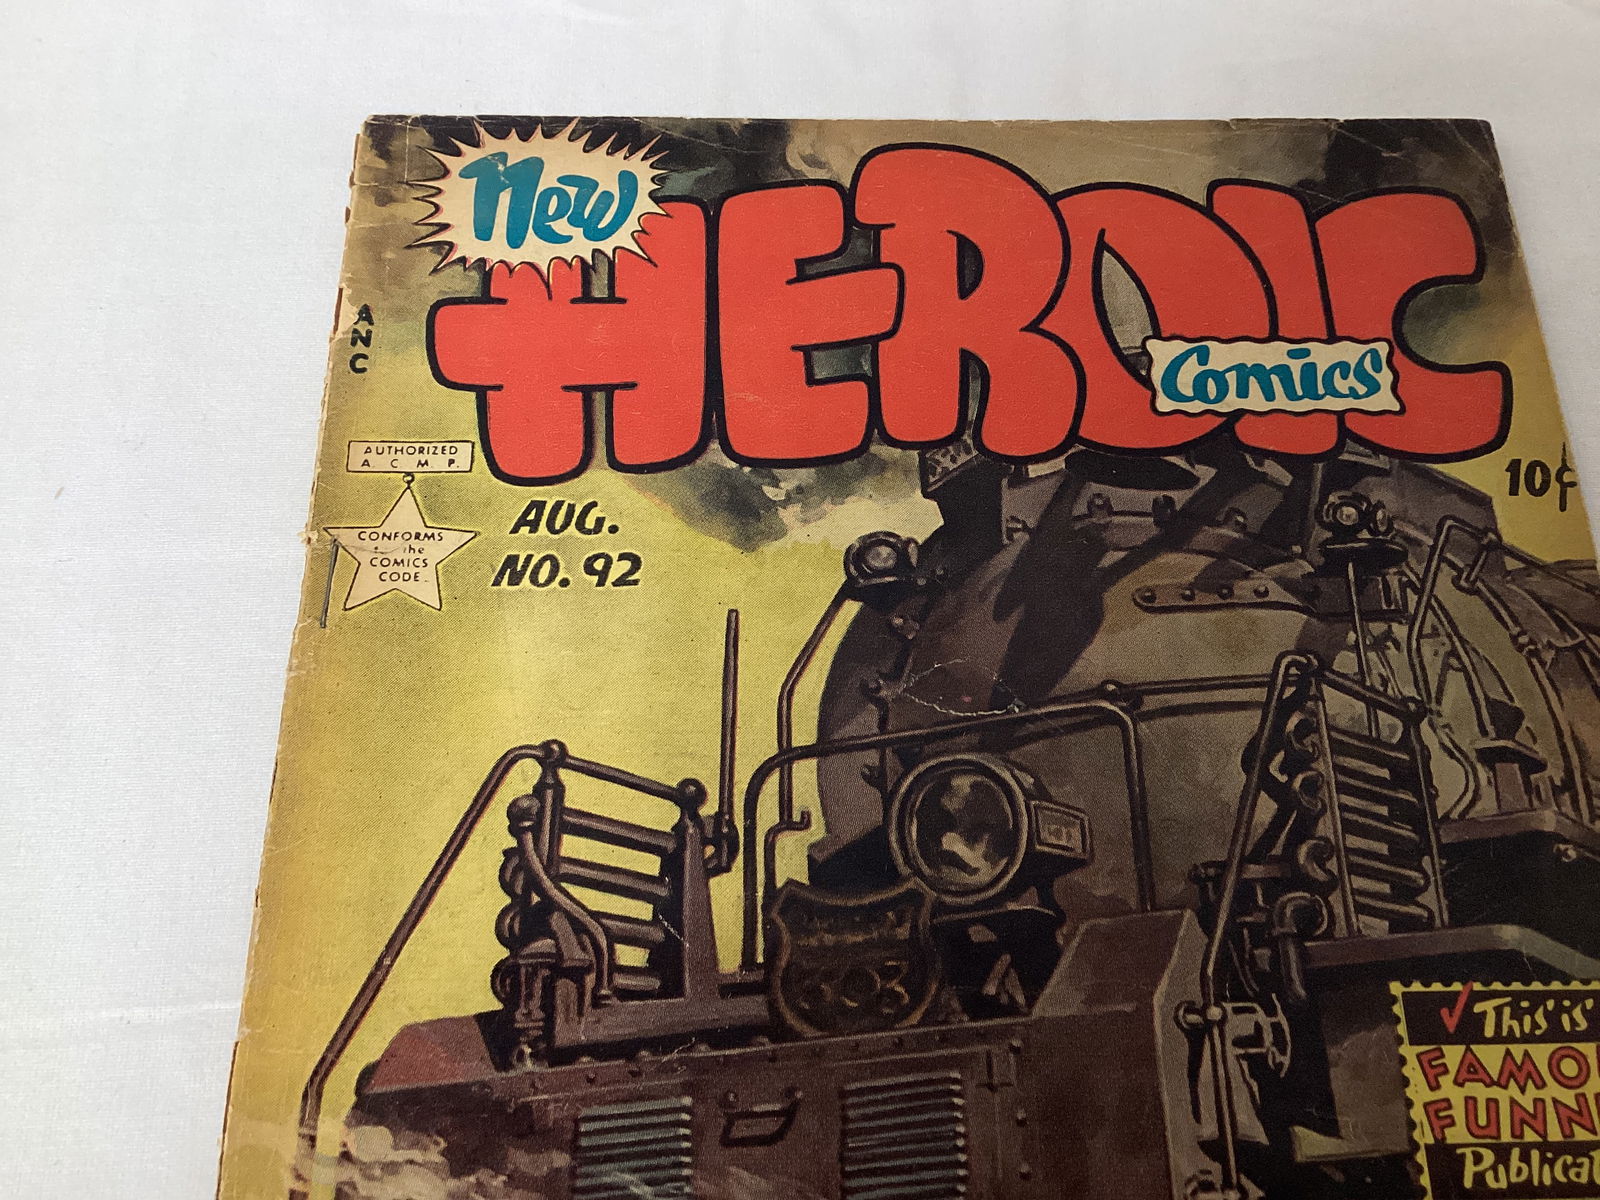 New
HEROIC
Comics
ANC
10¢
AUTHORIZED
A. C. M. P.
CONFORMS
the
COMICS
CODE.
AUG.
NO. 92
This is
FAMO
FUNN
Publicat